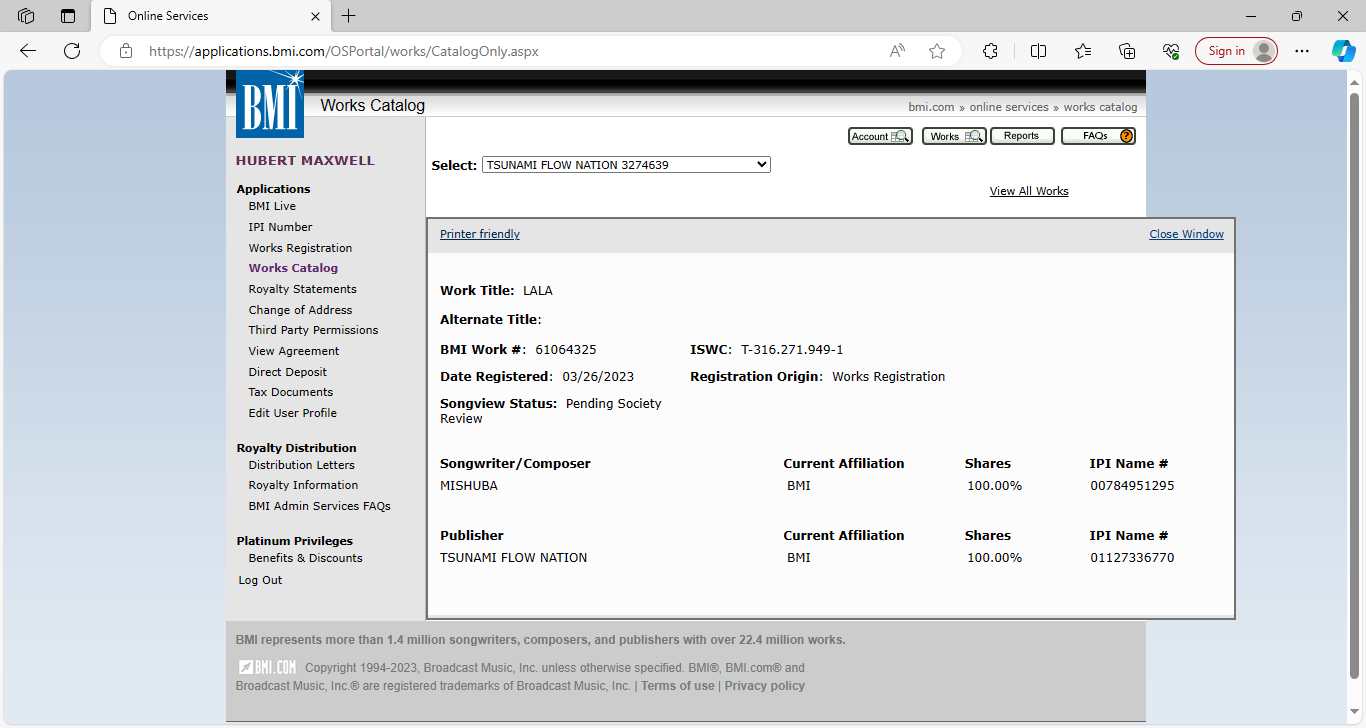 Online Services
https://applications.bmi.com/OSPortal/works/CatalogOnly.aspx
Sign in
BMI
Works Catalog
bmi.com » online services » works catalog
Account
Works
Reports
FAQs ?
HUBERT MAXWELL
Select: TSUNAMI FLOW NATION 3274639
View All Works
Applications
BMI Live
IPI Number
Works Registration
Works Catalog
Royalty Statements
Change of Address
Third Party Permissions
View Agreement
Direct Deposit
Tax Documents
Edit User Profile
Royalty Distribution
Distribution Letters
Royalty Information
BMI Admin Services FAQs
Platinum Privileges
Benefits & Discounts
Log Out
Printer friendly
Close Window
Work Title: LALA
Alternate Title:
BMI Work #: 61064325 ISWC: T-316.271.949-1
Date Registered: 03/26/2023 Registration Origin: Works Registration
Songview Status: Pending Society
Review
Songwriter/Composer Current Affiliation Shares IPI Name #
MISHUBA BMI 100.00% 00784951295
Publisher Current Affiliation Shares IPI Name #
TSUNAMI FLOW NATION BMI 100.00% 01127336770
BMI represents more than 1.4 million songwriters, composers, and publishers with over 22.4 million works.
BMI.COM Copyright 1994-2023, Broadcast Music, Inc. unless otherwise specified. BMI®, BMI.com® and
Broadcast Music, Inc.® are registered trademarks of Broadcast Music, Inc. | Terms of use | Privacy policy